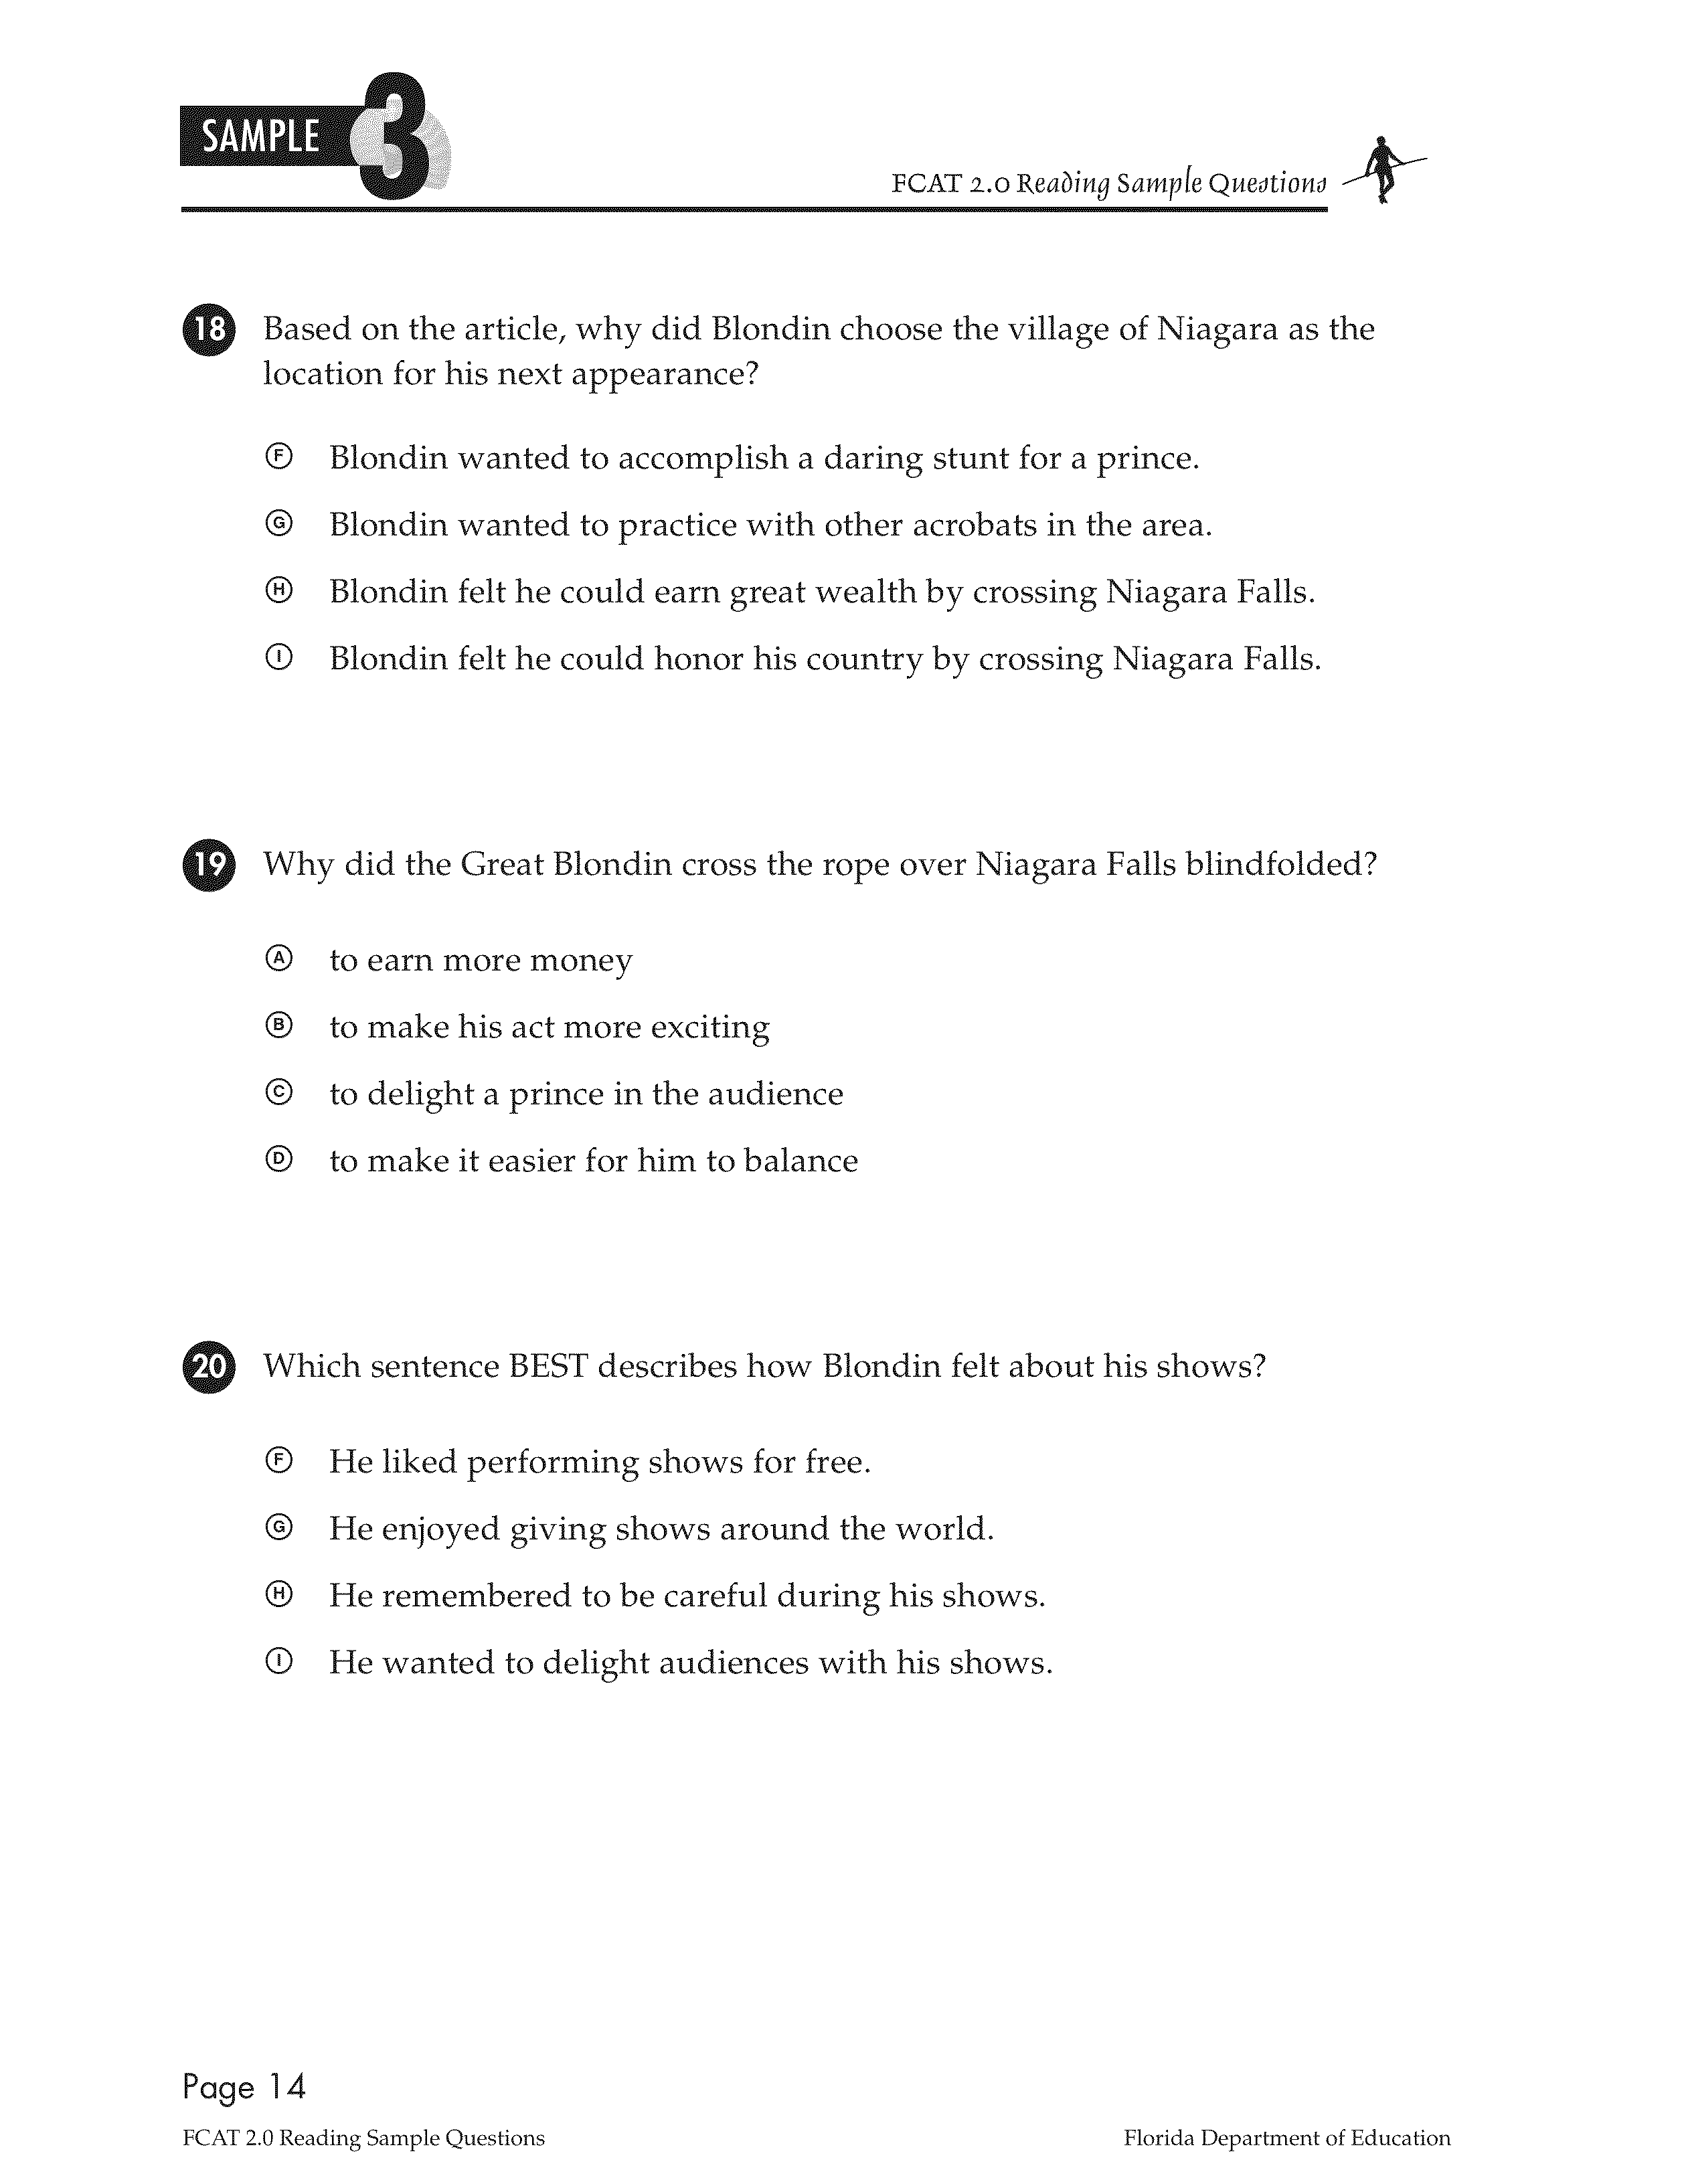 SAMPLE 3
FCAT 2.0 Reading Sample Questions
18 Based on the article, why did Blondin choose the village of Niagara as the
location for his next appearance?
F Blondin wanted to accomplish a daring stunt for a prince.
G Blondin wanted to practice with other acrobats in the area.
H Blondin felt he could earn great wealth by crossing Niagara Falls.
I Blondin felt he could honor his country by crossing Niagara Falls.
19 Why did the Great Blondin cross the rope over Niagara Falls blindfolded?
A to earn more money
B to make his act more exciting
C to delight a prince in the audience
D to make it easier for him to balance
20 Which sentence BEST describes how Blondin felt about his shows?
F He liked performing shows for free.
G He enjoyed giving shows around the world.
H He remembered to be careful during his shows.
I He wanted to delight audiences with his shows.
Page 14
FCAT 2.0 Reading Sample Questions
Florida Department of Education